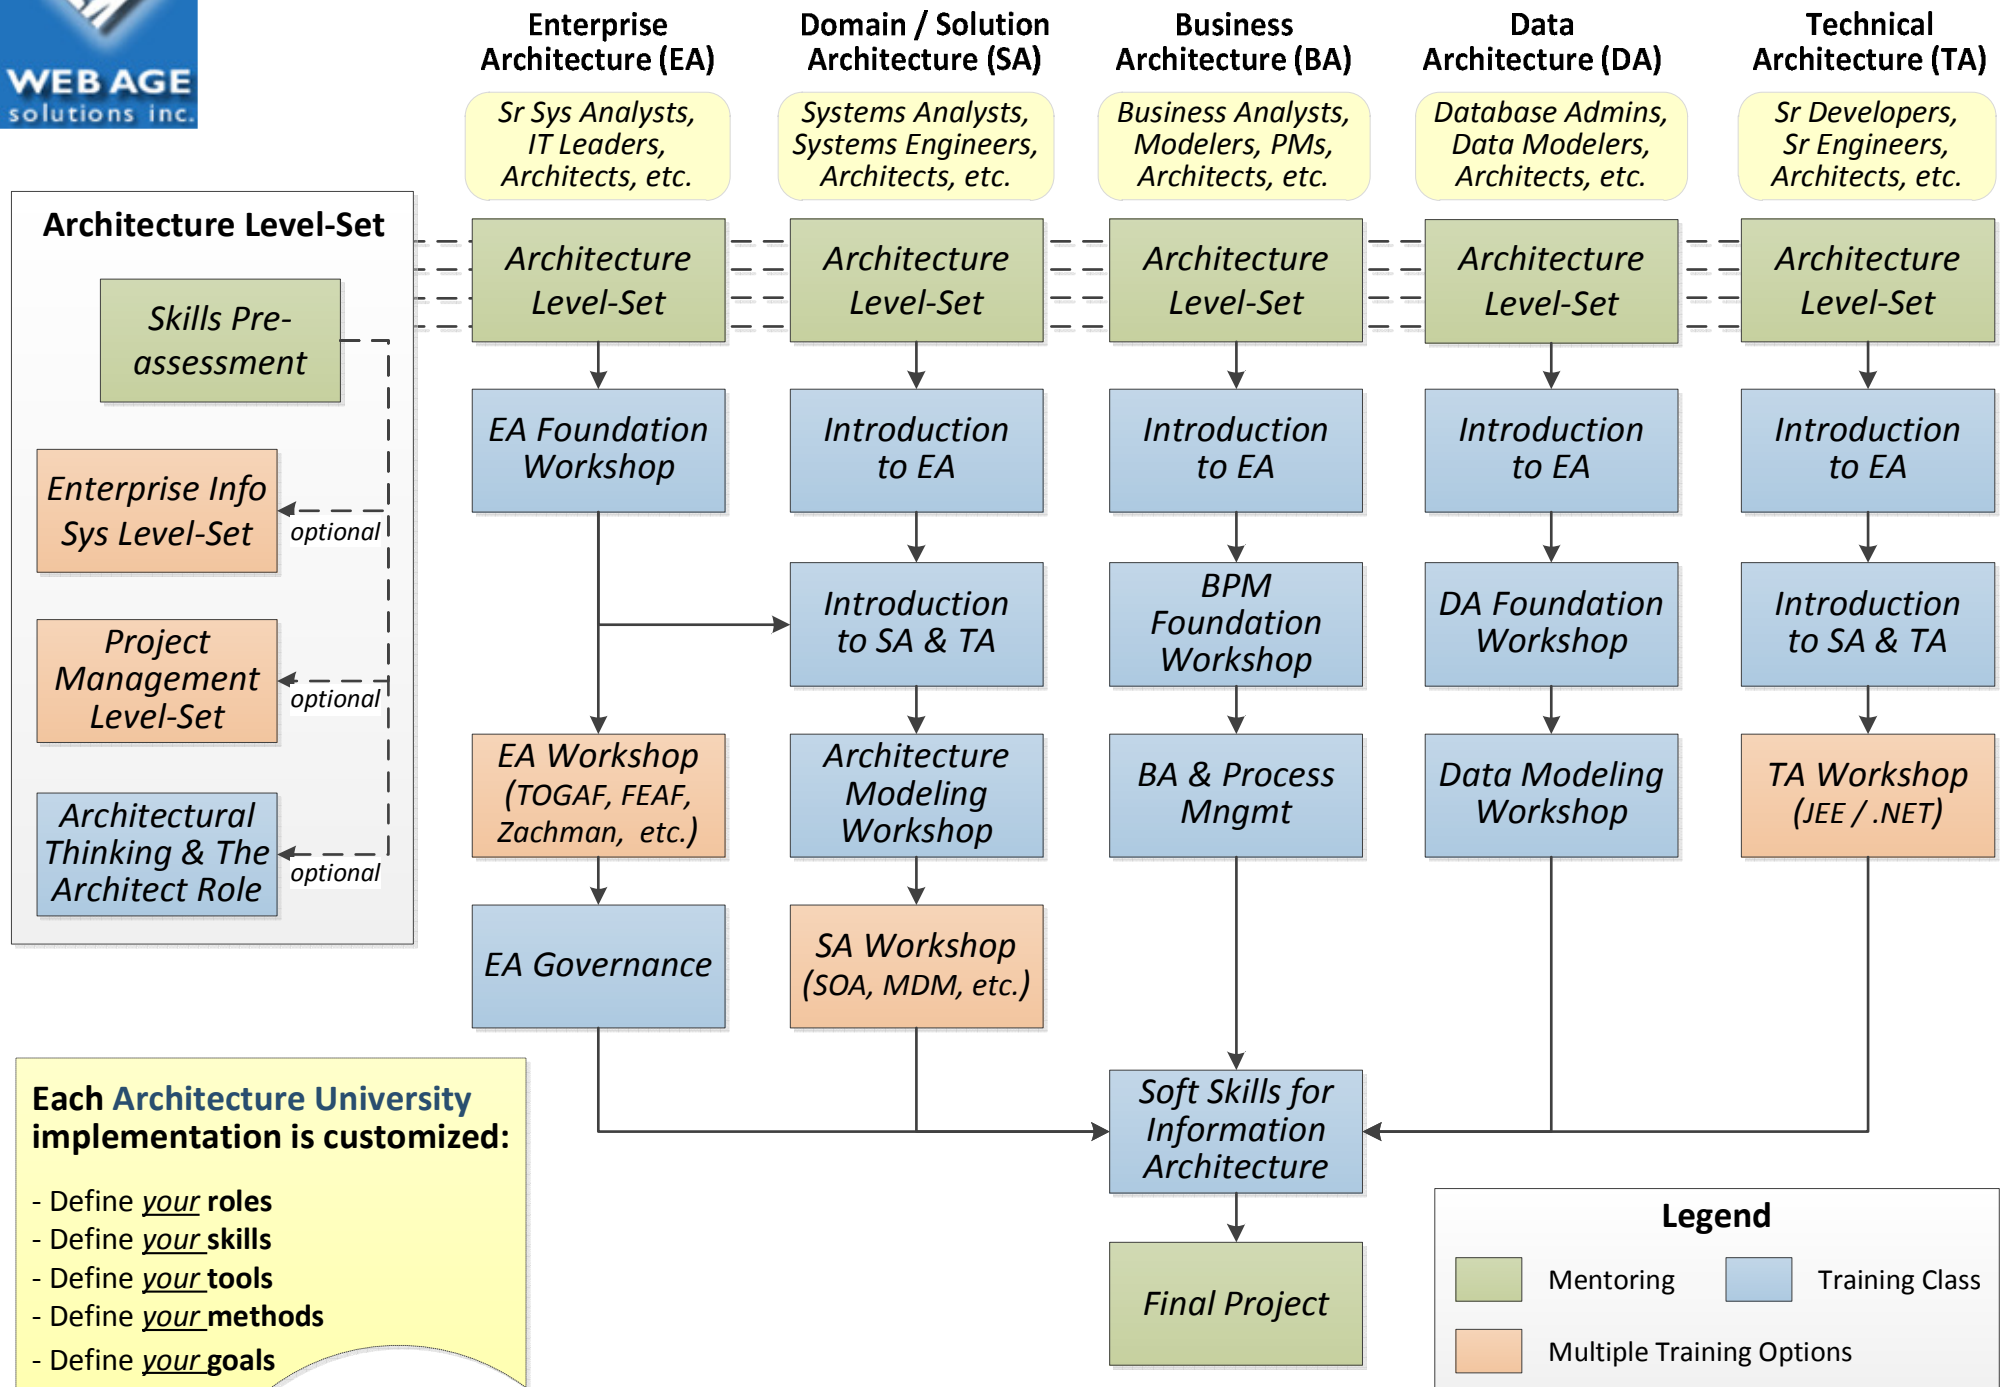 WEB AGE
solutions inc.
Enterprise
Architecture (EA)
Domain / Solution
Architecture (SA)
Business
Architecture (BA)
Data
Architecture (DA)
Technical
Architecture (TA)
Sr Sys Analysts,
IT Leaders,
Architects, etc.
Systems Analysts,
Systems Engineers,
Architects, etc.
Business Analysts,
Modelers, PMs,
Architects, etc.
Database Admins,
Data Modelers,
Architects, etc.
Sr Developers,
Sr Engineers,
Architects, etc.
Architecture Level-Set
Skills Pre-
assessment
Enterprise Info
Sys Level-Set
optional
Project
Management
Level-Set
optional
Architectural
Thinking & The
Architect Role
optional
Architecture
Level-Set
Architecture
Level-Set
Architecture
Level-Set
Architecture
Level-Set
Architecture
Level-Set
EA Foundation
Workshop
Introduction
to EA
Introduction
to EA
Introduction
to EA
Introduction
to EA
Introduction
to SA & TA
BPM
Foundation
Workshop
DA Foundation
Workshop
Introduction
to SA & TA
EA Workshop
(TOGAF, FEAF,
Zachman, etc.)
Architecture
Modeling
Workshop
BA & Process
Mngmt
Data Modeling
Workshop
TA Workshop
(JEE / .NET)
EA Governance
SA Workshop
(SOA, MDM, etc.)
Soft Skills for
Information
Architecture
Final Project
Each Architecture University
implementation is customized:
- Define your roles
- Define your skills
- Define your tools
- Define your methods
- Define your goals
Legend
Mentoring
Training Class
Multiple Training Options